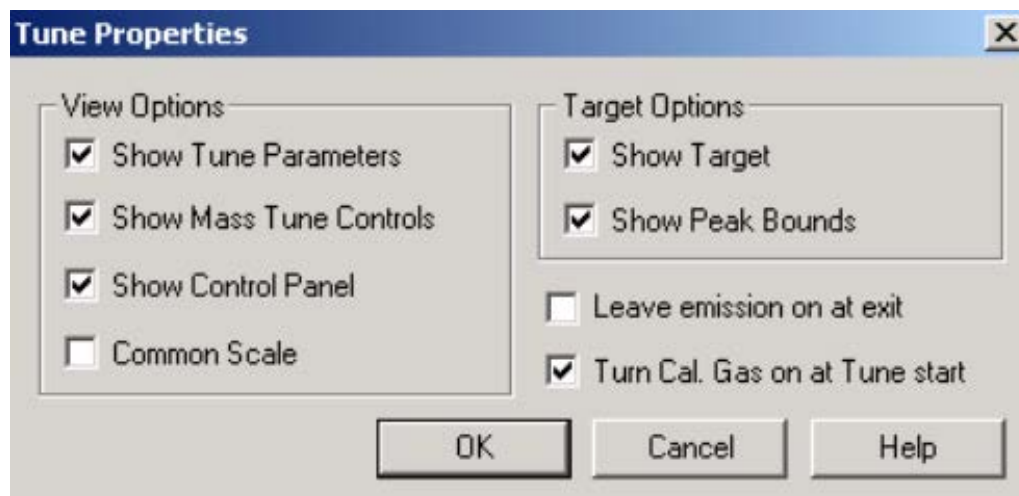 Tune Properties
View Options
Show Tune Parameters
Show Mass Tune Controls
Show Control Panel
Common Scale
Target Options
Show Target
Show Peak Bounds
Leave emission on at exit
Turn Cal. Gas on at Tune start
OK
Cancel
Help